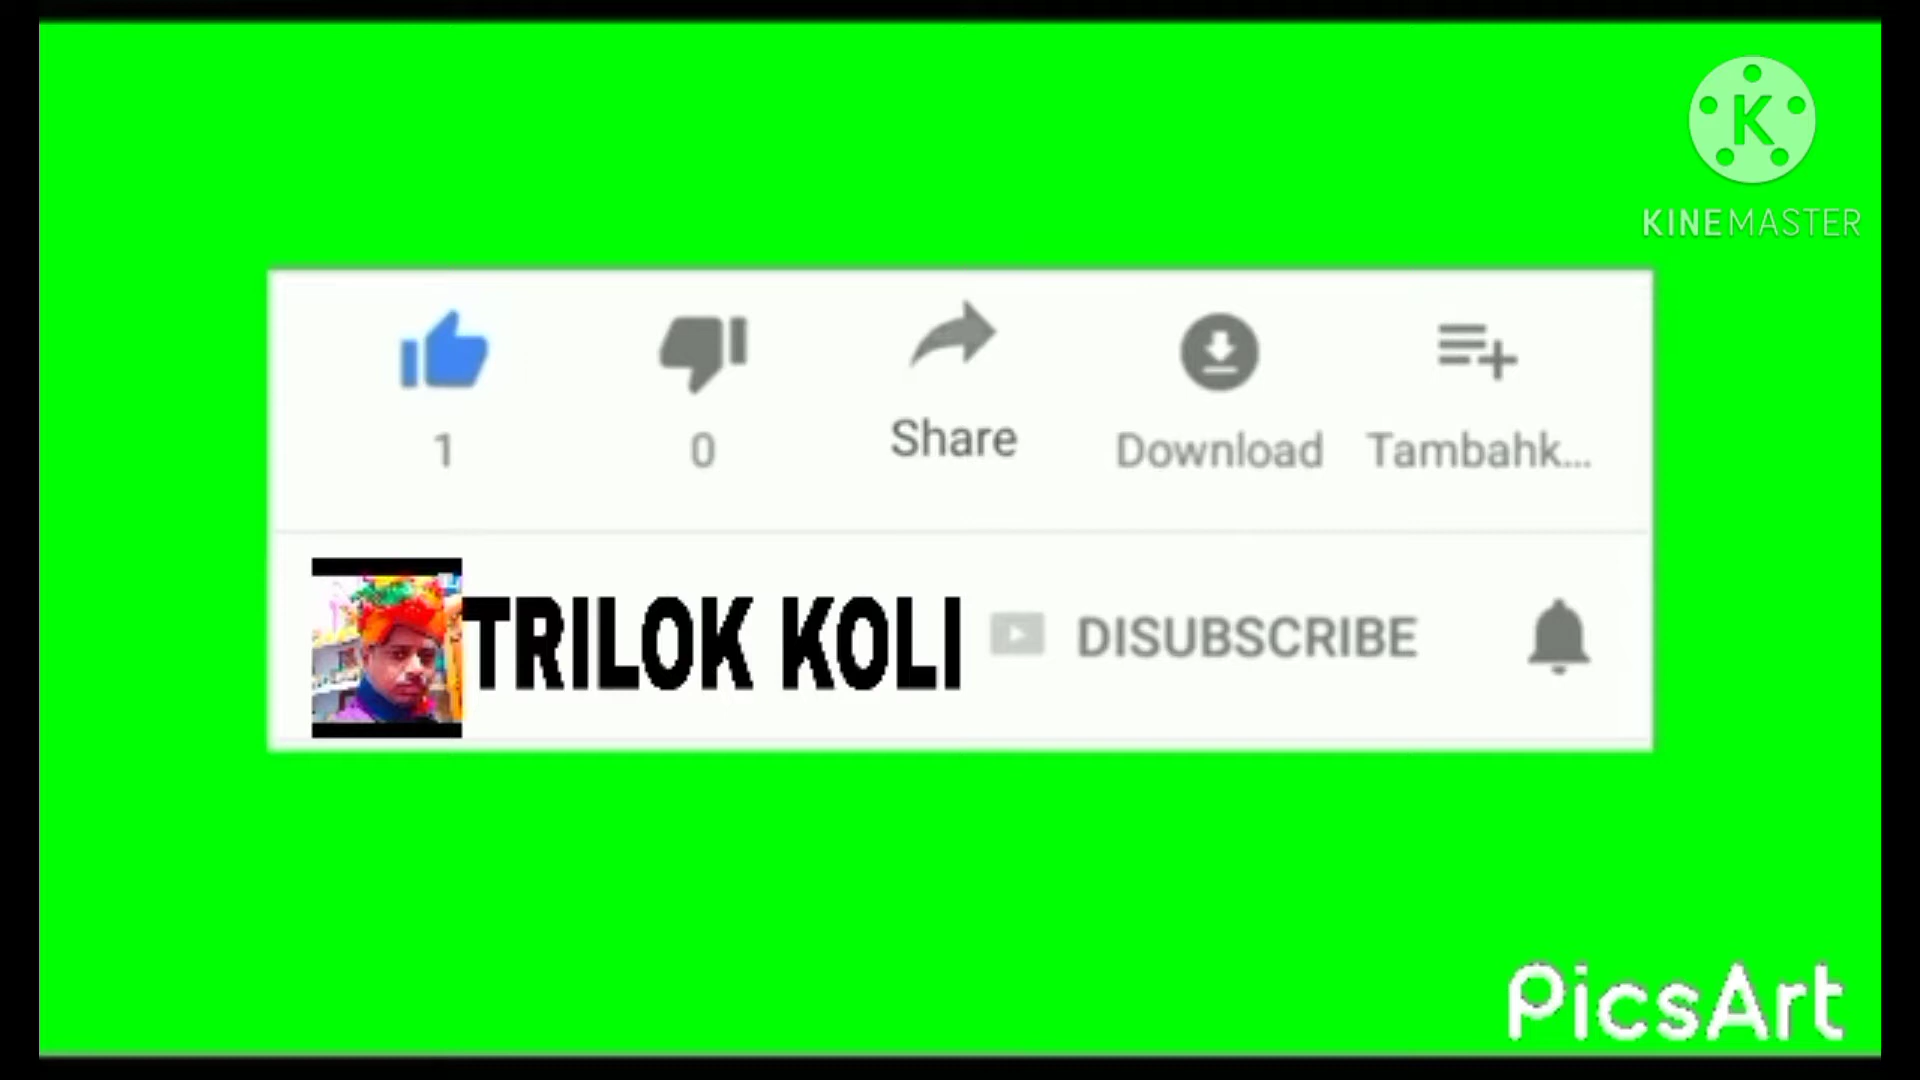 K
KINEMASTER
1 0 Share Download Tambahk...
TRILOK KOLI DISUBSCRIBE
PicsArt